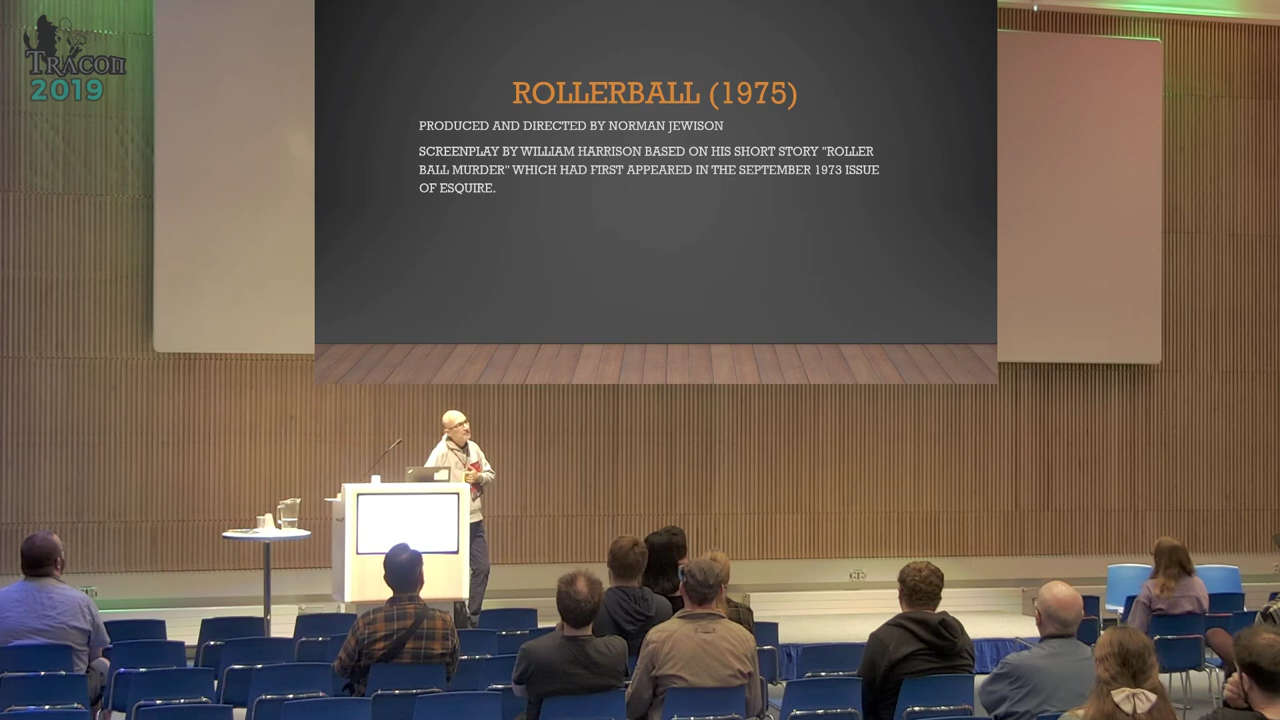 TRACON
2019
ROLLERBALL (1975)
PRODUCED AND DIRECTED BY NORMAN JEWISON
SCREENPLAY BY WILLIAM HARRISON BASED ON HIS SHORT STORY "ROLLER
BALL MURDER" WHICH HAD FIRST APPEARED IN THE SEPTEMBER 1973 ISSUE
OF ESQUIRE.